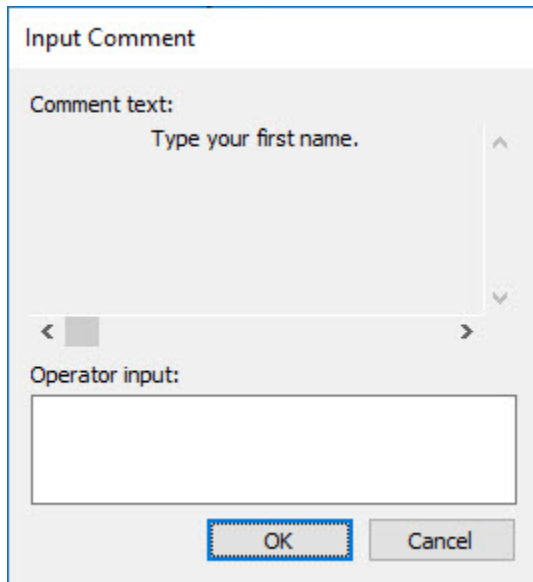 Input Comment
Comment text:
Type your first name.
Operator input:
OK Cancel